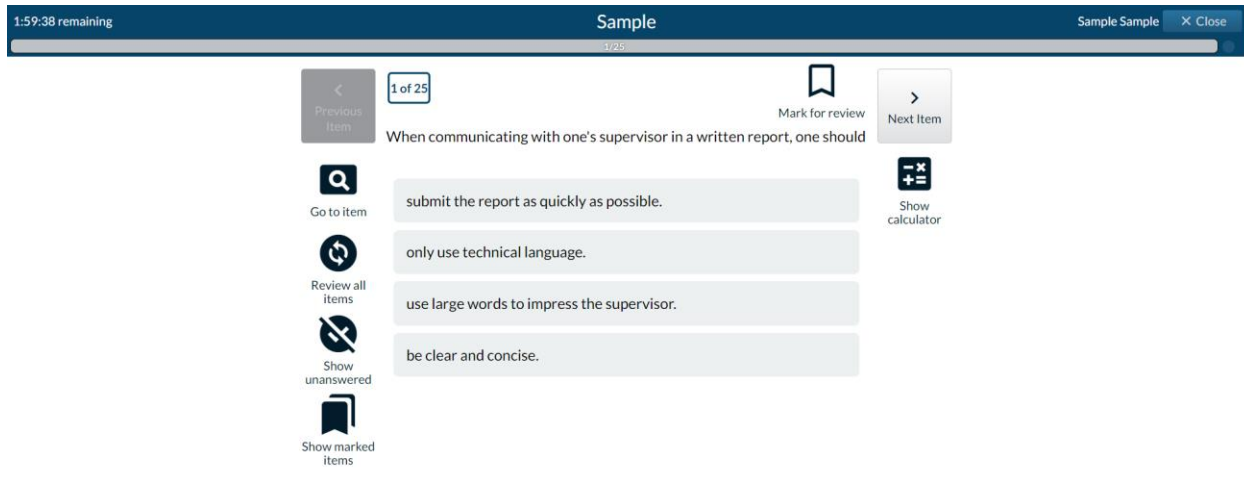 1:59:38 remaining
Sample
Sample Sample
× Close
1/25
Previous
Item
1 of 25
Mark for review
Next Item
When communicating with one's supervisor in a written report, one should
Go to item
submit the report as quickly as possible.
Show
calculator
only use technical language.
Review all
items
use large words to impress the supervisor.
be clear and concise.
Show
unanswered
Show marked
items